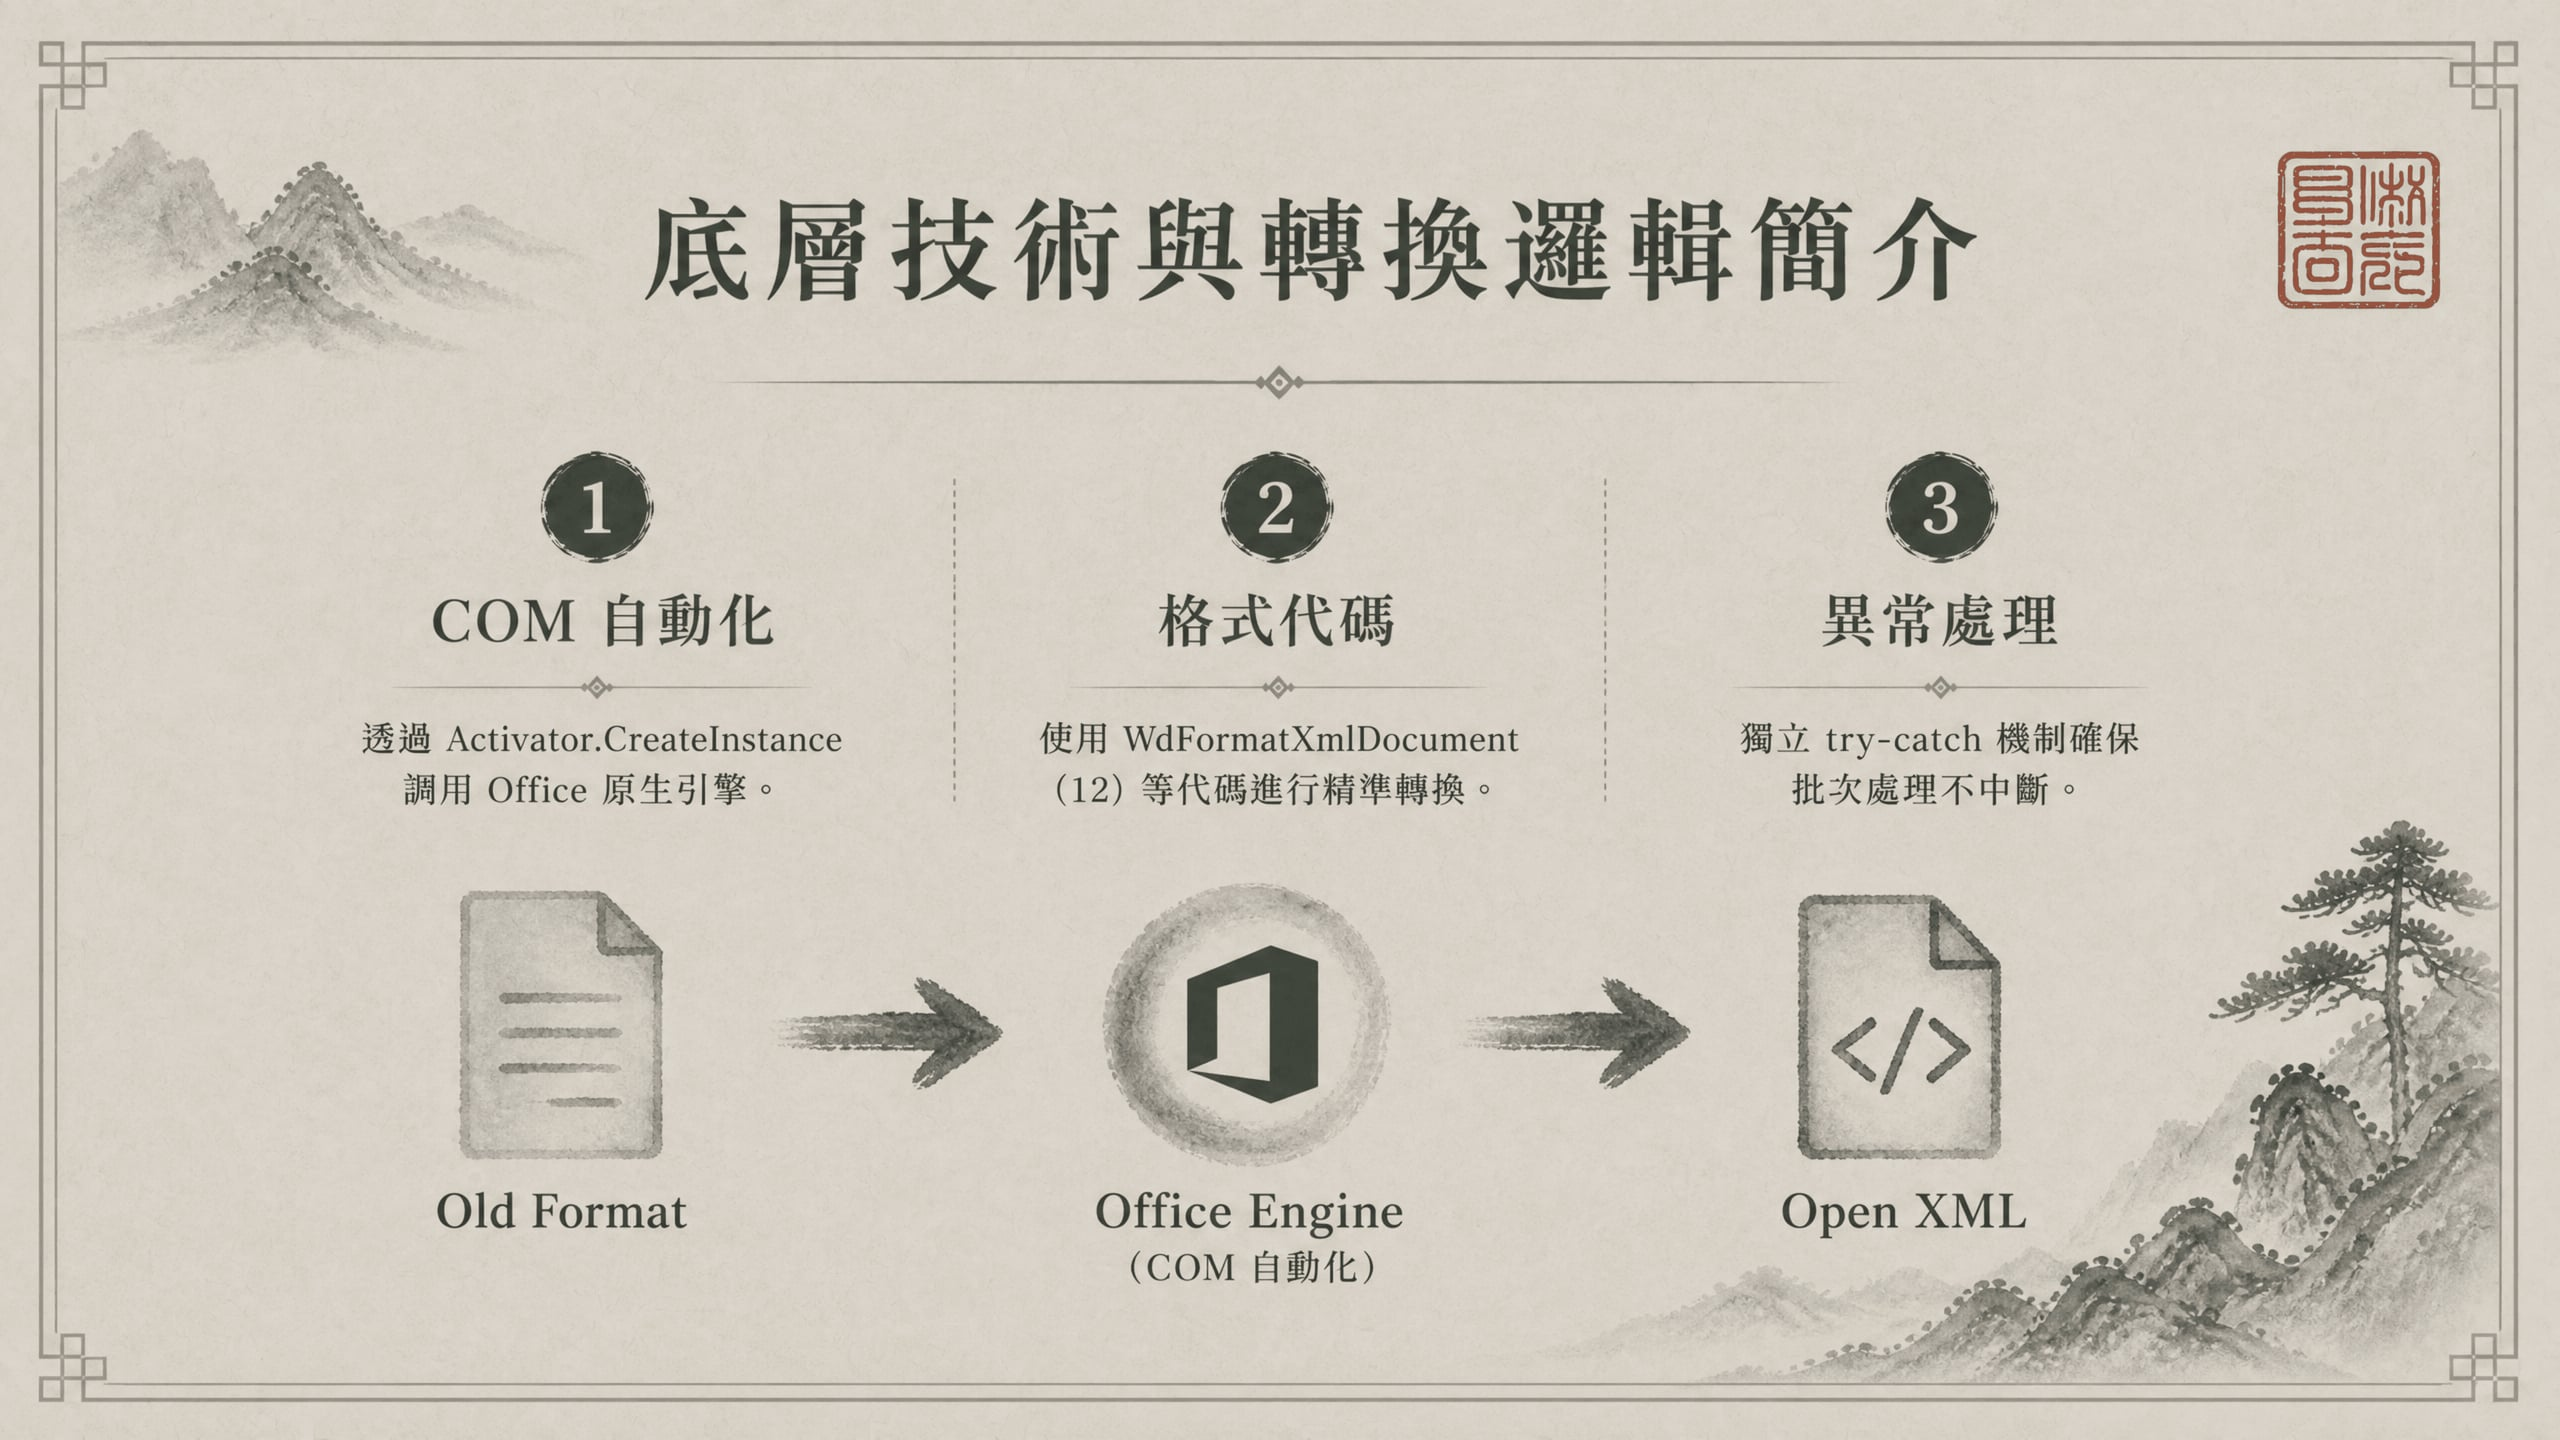 底層技術與轉換邏輯簡介
1
COM 自動化
透過 Activator.CreateInstance
調用 Office 原生引擎。
2
格式代碼
使用 WdFormatXmlDocument
(12) 等代碼進行精準轉換。
3
異常處理
獨立 try-catch 機制確保
批次處理不中斷。
</>
Old Format
Office Engine
(COM 自動化)
Open XML